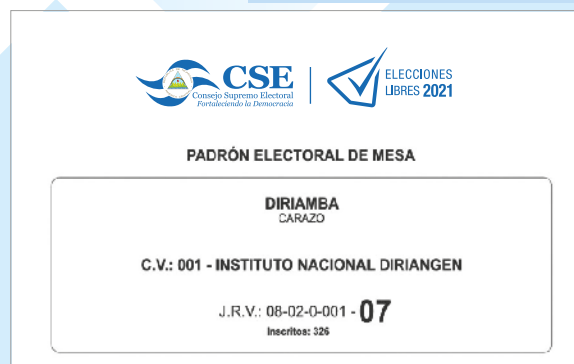 CSE
Consejo Supremo Electoral
Fortaleciendo la Democracia
ELECCIONES
LIBRES 2021
PADRÓN ELECTORAL DE MESA
DIRIAMBA
CARAZO
C.V.: 001 - INSTITUTO NACIONAL DIRIANGEN
J.R.V.: 08-02-0-001 - 07
Inscritos: 326